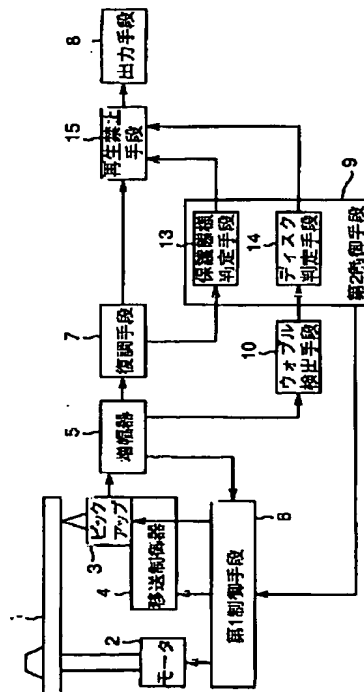 1
2
モータ
3
ピック
アップ
4
移送制御器
第1制御手段
6
5
増幅器
7
復調手段
10
ウォブル
検出手段
13
保護態様
判定手段
14
ディスク
判定手段
第2制御手段
9
15
再生禁止
手段
8
出力手段